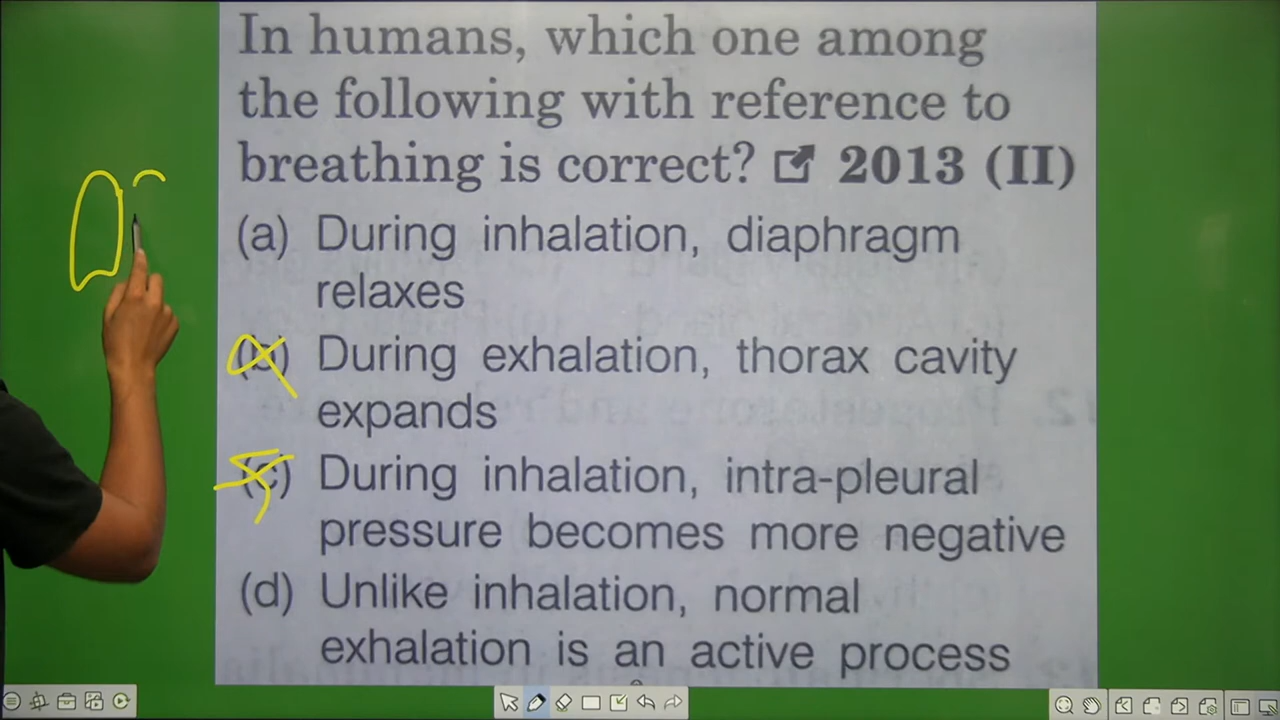 In humans, which one among
the following with reference to
breathing is correct? 2013 (II)
(a) During inhalation, diaphragm
relaxes
(b) During exhalation, thorax cavity
expands
(c) During inhalation, intra-pleural
pressure becomes more negative
(d) Unlike inhalation, normal
exhalation is an active process